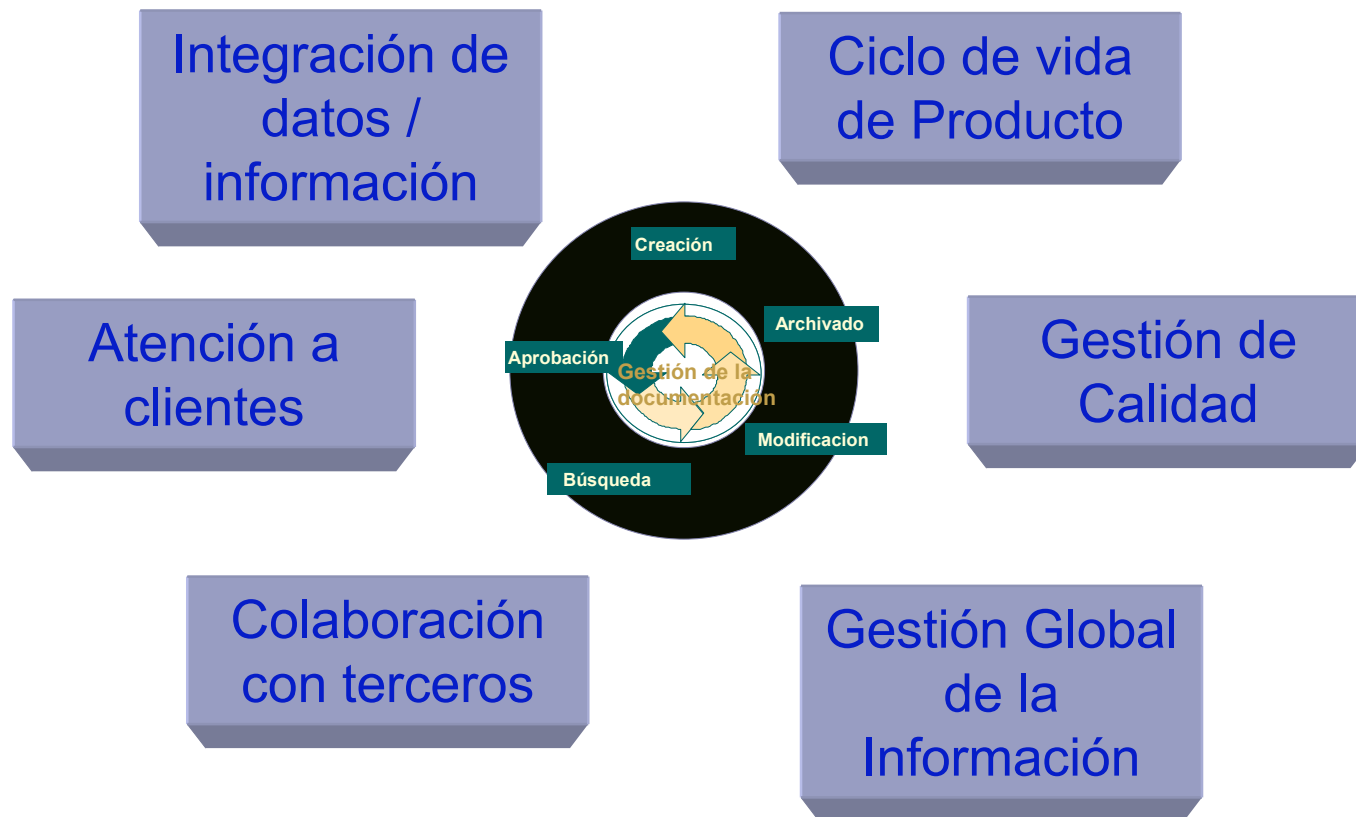 Integración de
datos /
información
Ciclo de vida
de Producto
Creación
Archivado
Aprobación
Gestión de la
documentación
Modificacion
Búsqueda
Atención a
clientes
Gestión de
Calidad
Colaboración
con terceros
Gestión Global
de la
Información